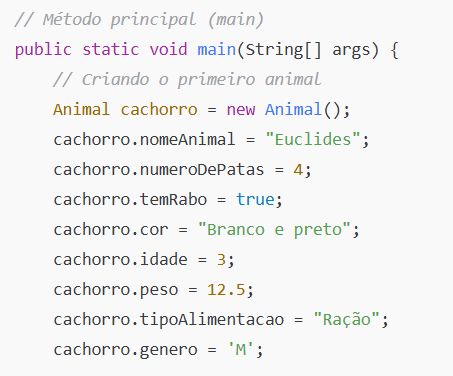 // Método principal (main)
public static void main(String[] args) {
    // Criando o primeiro animal
    Animal cachorro = new Animal();
    cachorro.nomeAnimal = "Euclides";
    cachorro.numeroDePatas = 4;
    cachorro.temRabo = true;
    cachorro.cor = "Branco e preto";
    cachorro.idade = 3;
    cachorro.peso = 12.5;
    cachorro.tipoAlimentacao = "Ração";
    cachorro.genero = 'M';